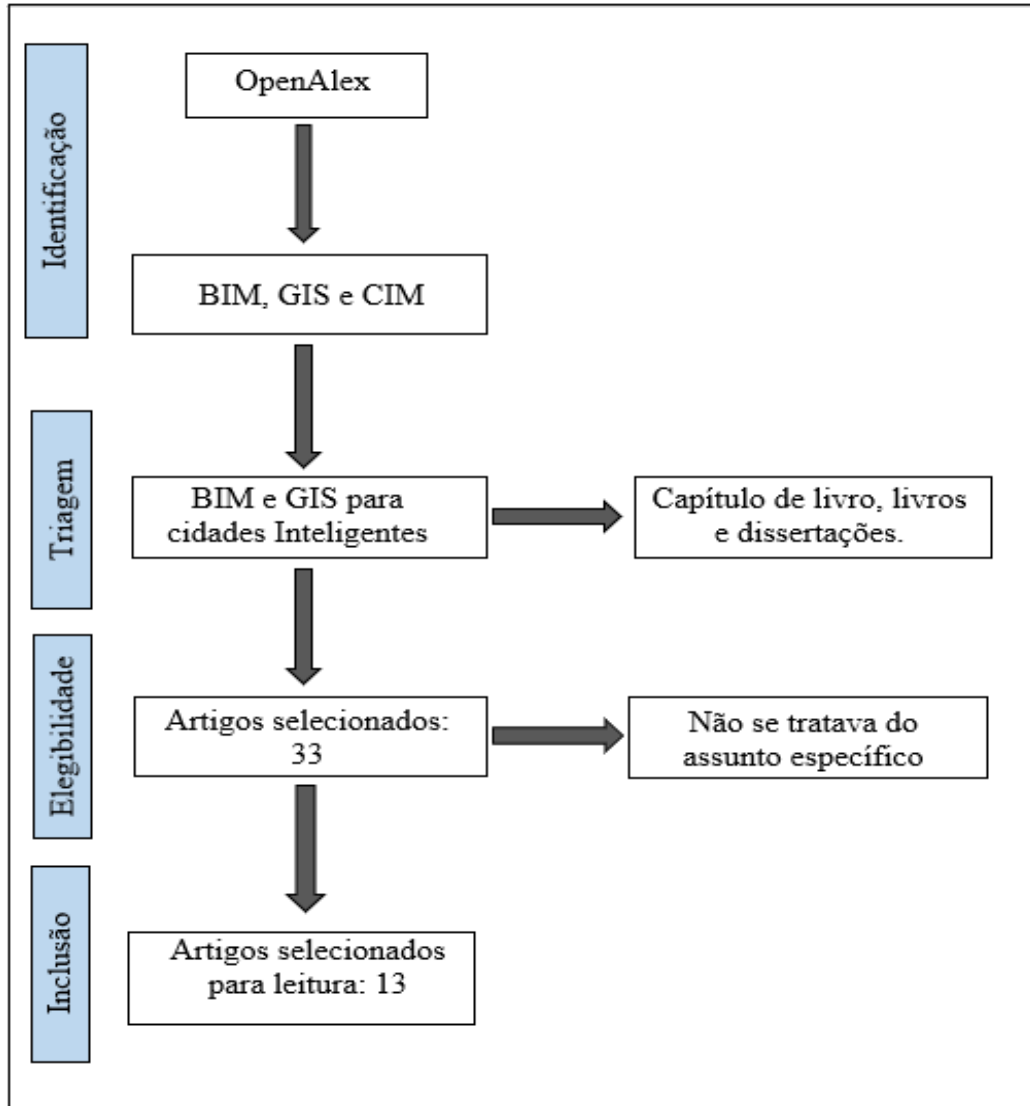 Identificação
OpenAlex
BIM, GIS e CIM
Triagem
BIM e GIS para
cidades Inteligentes
Capítulo de livro, livros
e dissertações.
Elegibilidade
Artigos selecionados:
33
Não se tratava do
assunto específico
Inclusão
Artigos selecionados
para leitura: 13